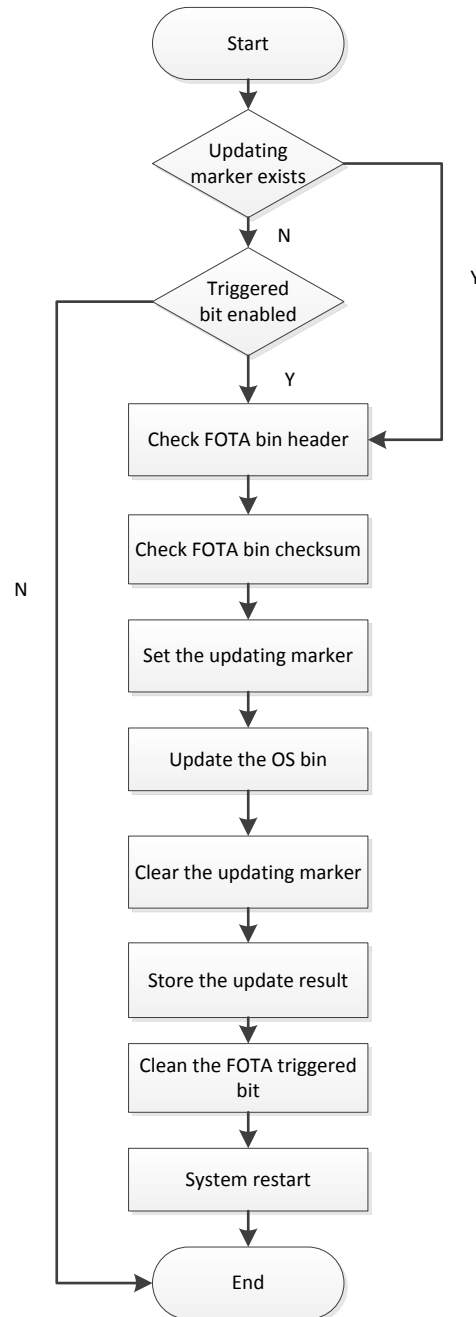 Start
Updating
marker exists
N
Y
Triggered
bit enabled
Y
Check FOTA bin header
Check FOTA bin checksum
N
Set the updating marker
Update the OS bin
Clear the updating marker
Store the update result
Clean the FOTA triggered
bit
System restart
End